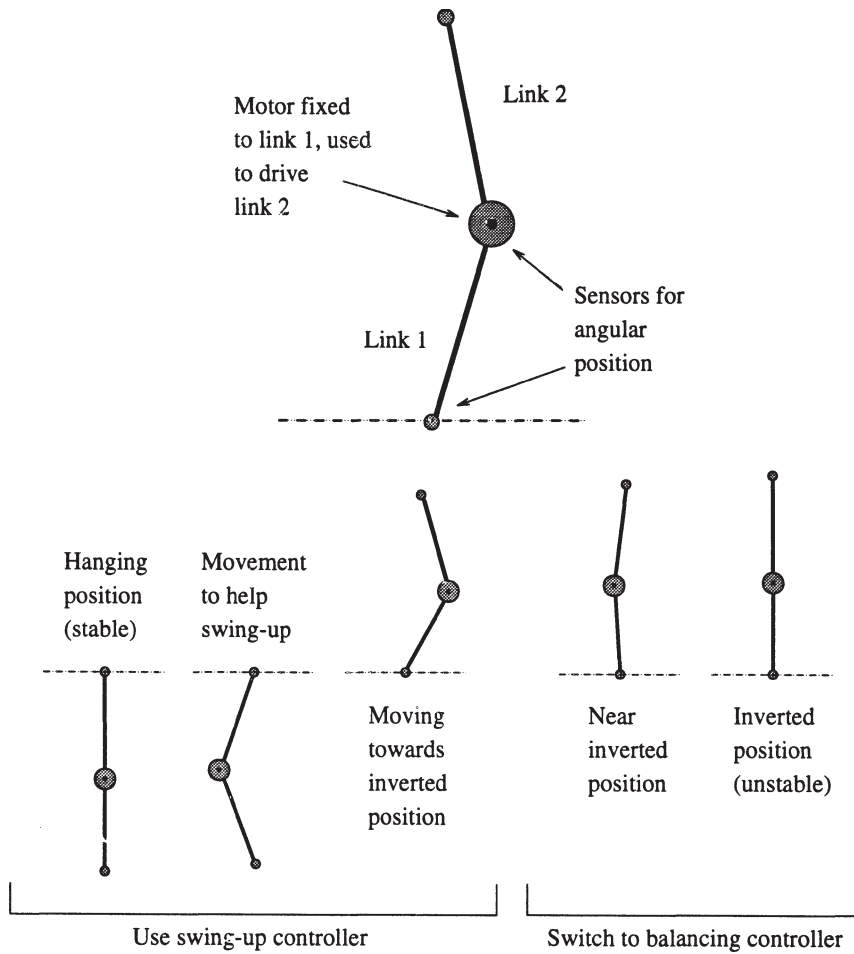 Link 2
Motor fixed
to link 1, used
to drive
link 2
Sensors for
angular
position
Link 1
Hanging
position
(stable)
Movement
to help
swing-up
Moving
towards
inverted
position
Near
inverted
position
Inverted
position
(unstable)
Use swing-up controller
Switch to balancing controller